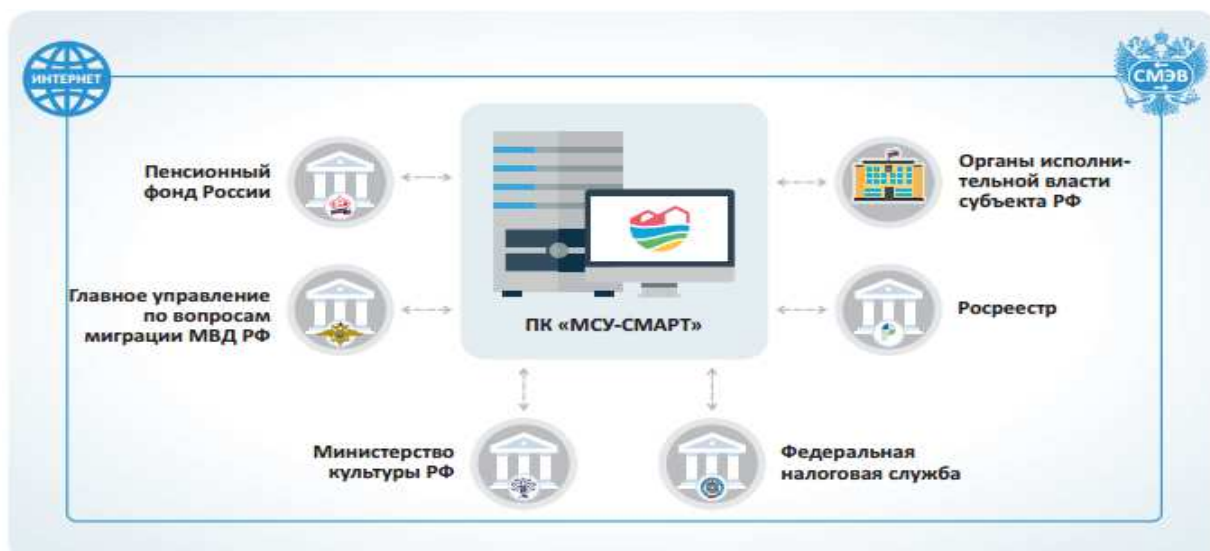 ИНТЕРНЕТ
СМЭВ
Пенсионный
фонд России
Органы исполни-
тельной власти
субъекта РФ
Главное управление
по вопросам
миграции МВД РФ
ПК «МСУ-СМАРТ»
Росреестр
Министерство
культуры РФ
Федеральная
налоговая служба